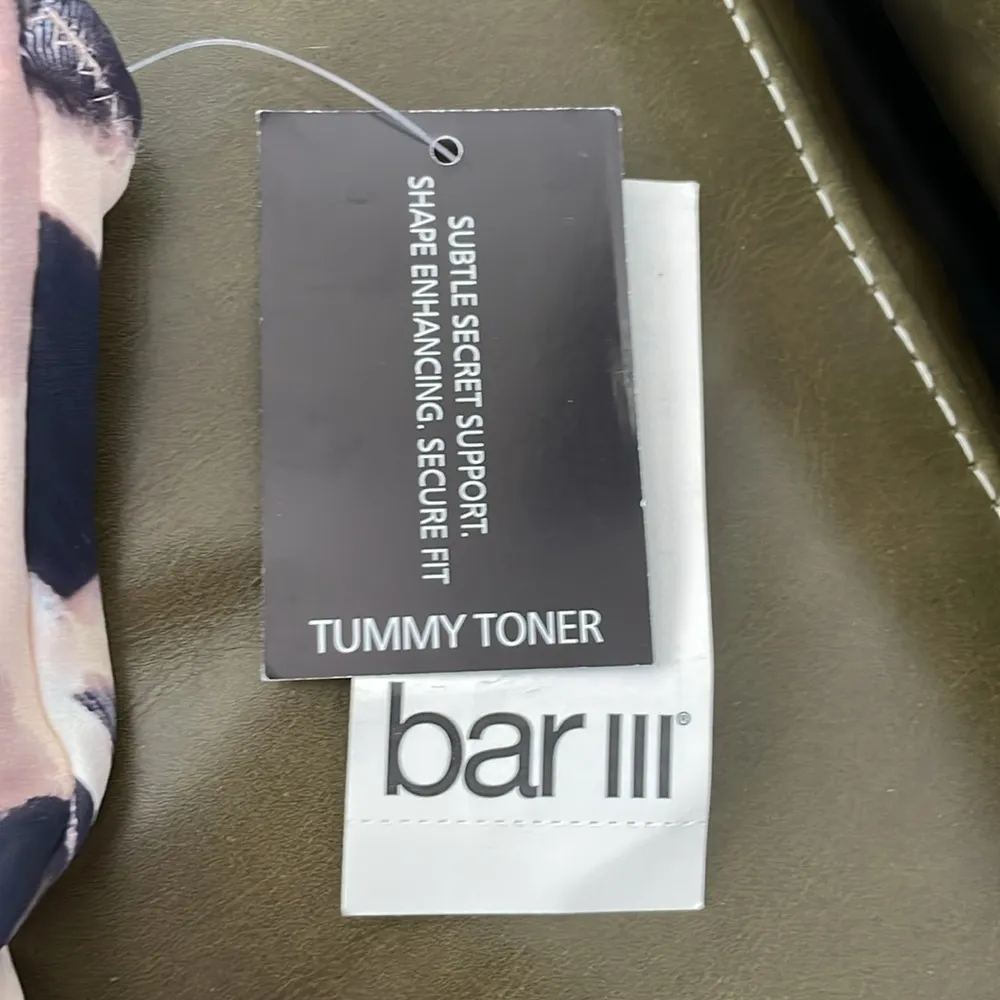 SUBTLE SECRET SUPPORT.
SHAPE ENHANCING. SECURE FIT
TUMMY TONER
bar III®